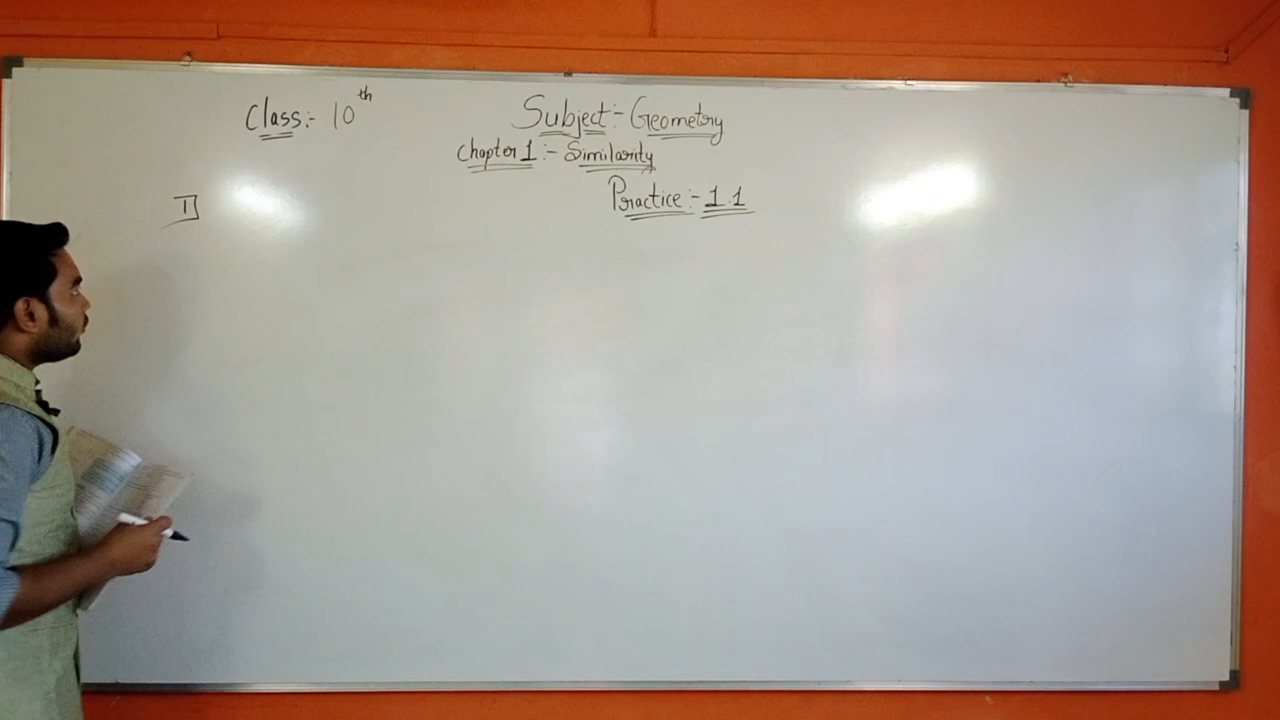 Class:- 10th
Subject:- Geometry
Chapter 1:- Similarity
Practice:- 1.1
1]